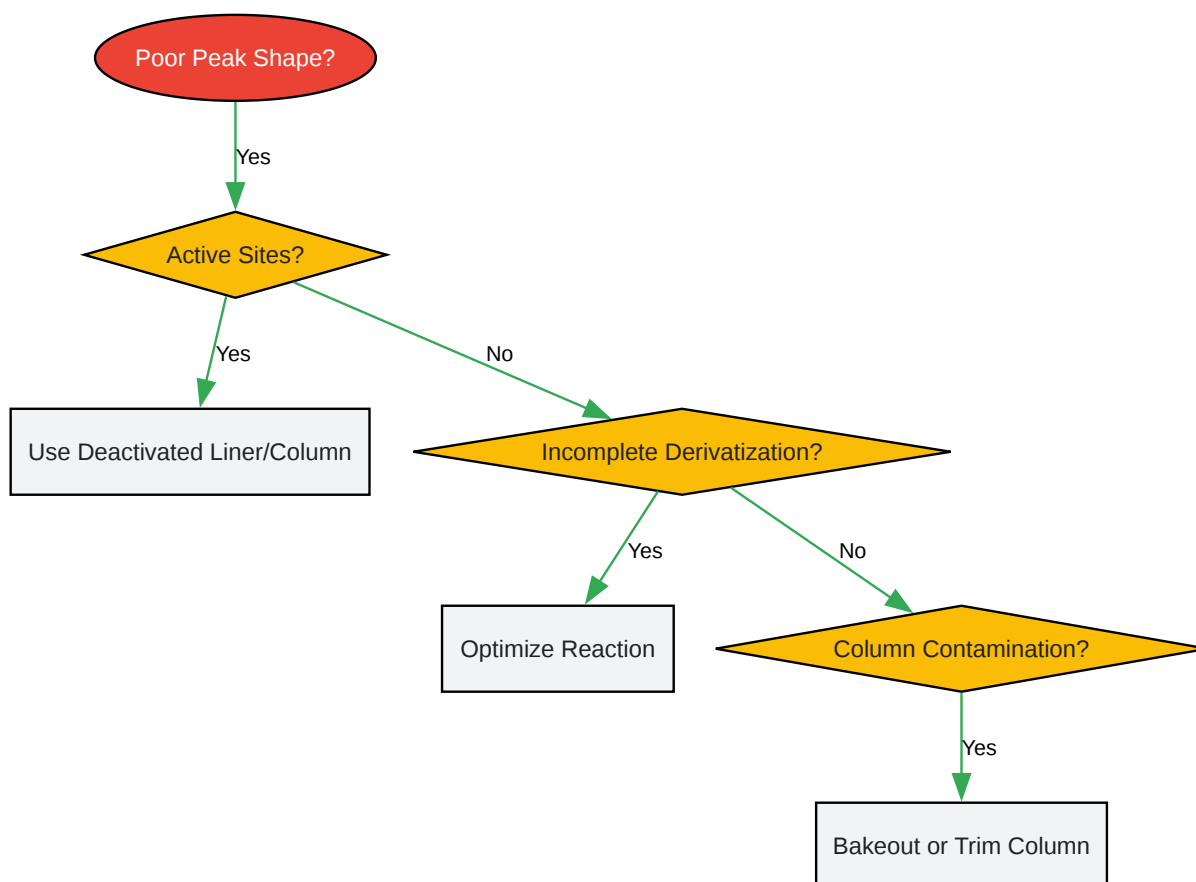 Poor Peak Shape?
Yes
Active Sites?
Yes
No
Use Deactivated Liner/Column
Incomplete Derivatization?
Yes
No
Optimize Reaction
Column Contamination?
Yes
Bakeout or Trim Column